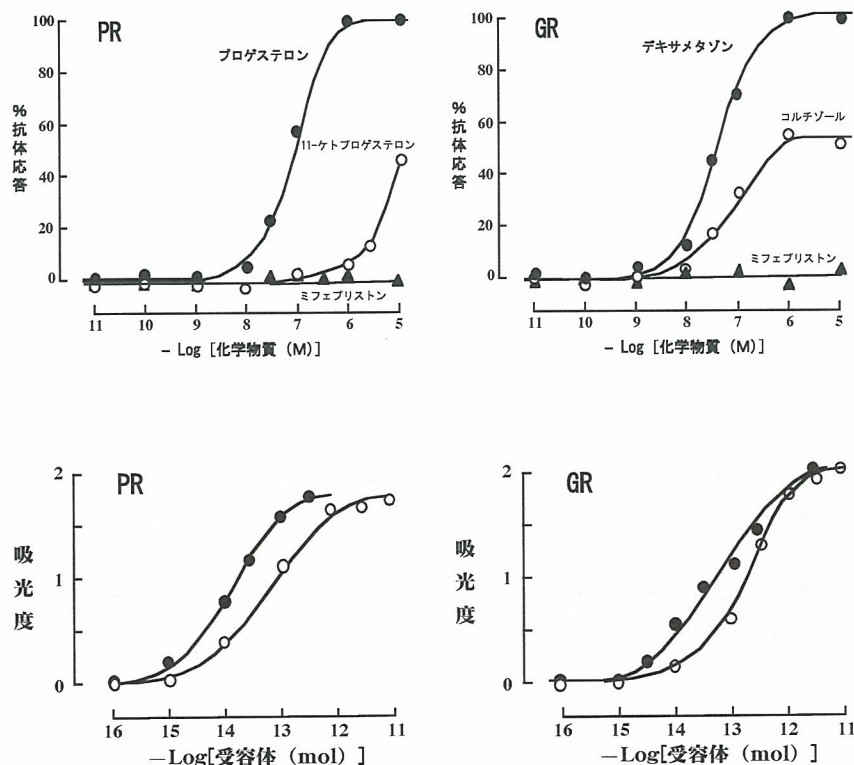 PR
100
80
60
40
20
0
%抗体応答
プロゲステロン
11-ケトプロゲステロン
ミフェプリストン
11 10 9 8 7 6 5
- Log [化学物質 (M)]
GR
100
80
60
40
20
0
%抗体応答
デキサメタゾン
コルチゾール
ミフェプリストン
11 10 9 8 7 6 5
- Log [化学物質 (M)]
PR
2
1
0
吸光度
16 15 14 13 12 11
—Log[受容体 (mol) ]
GR
2
1
0
吸光度
16 15 14 13 12 11
—Log[受容体 (mol) ]